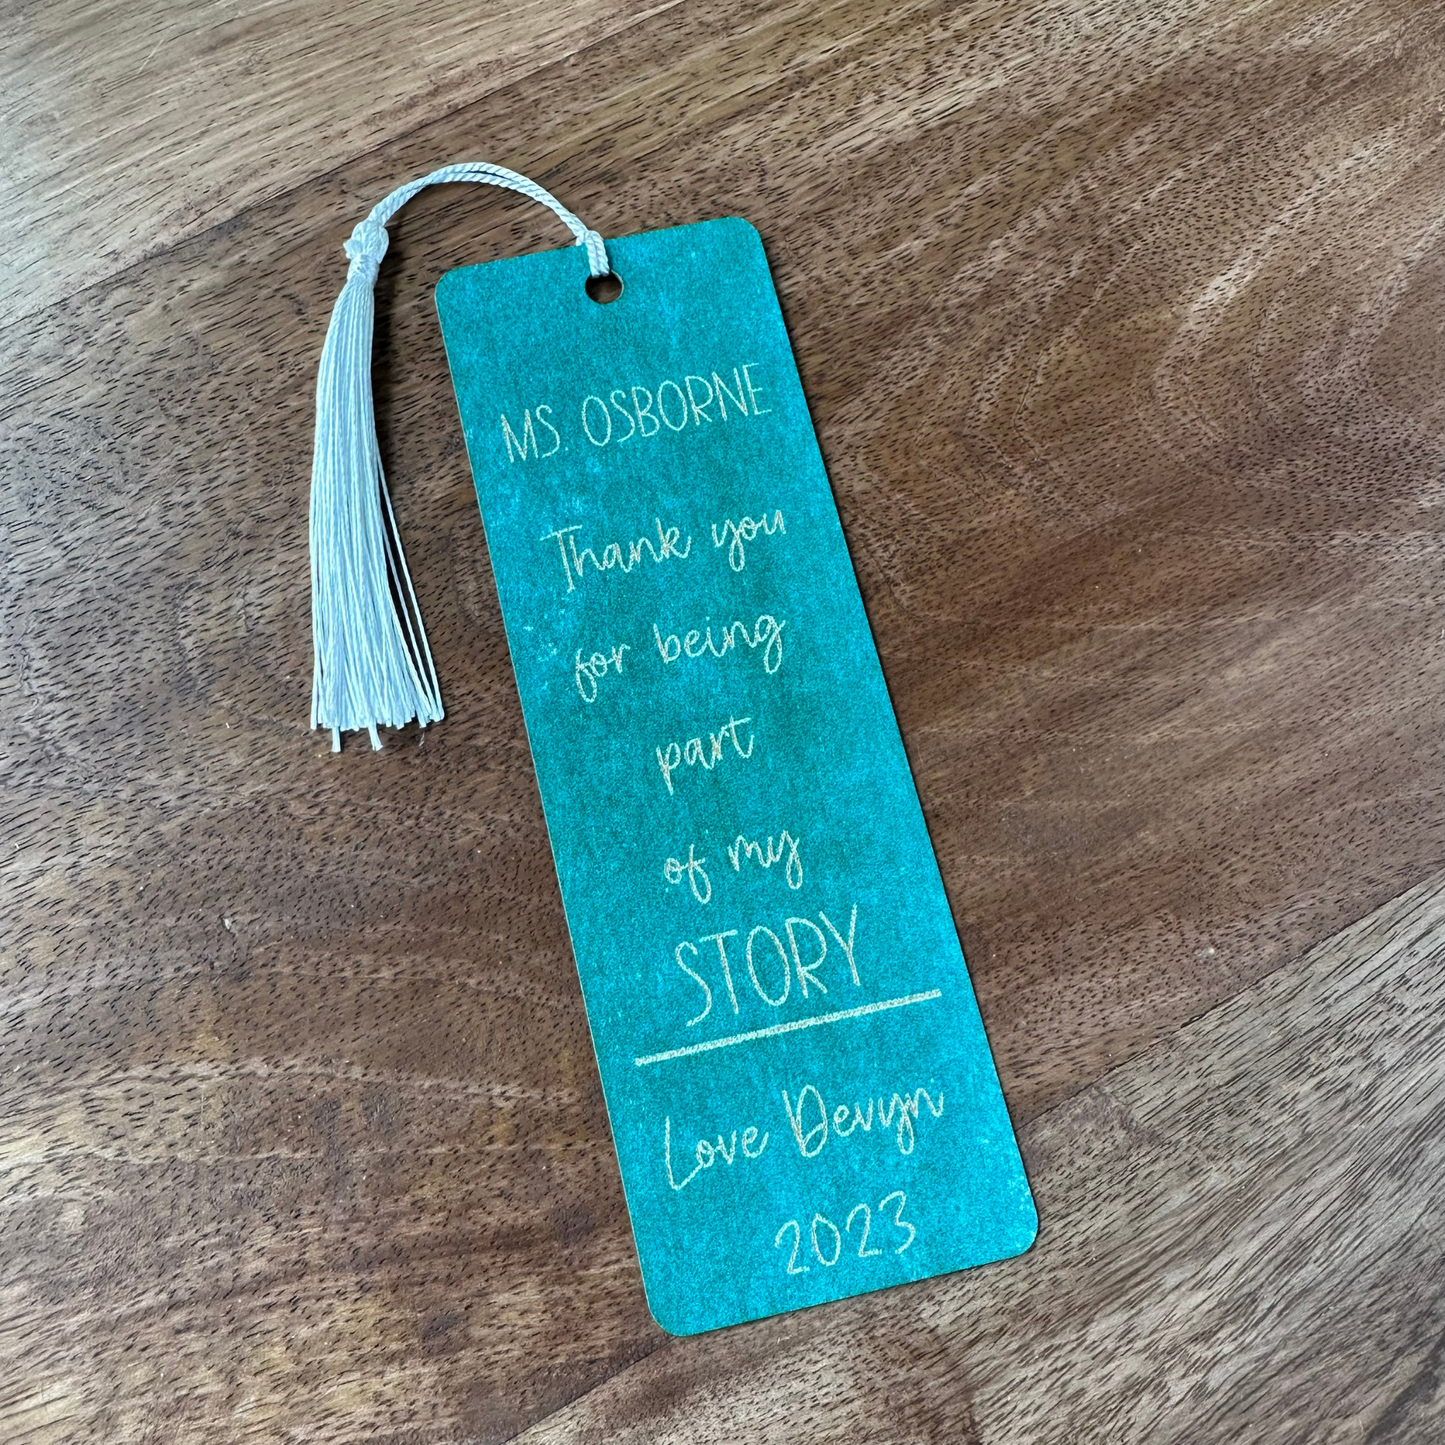 MS. OSBORNE
Thank you
for being
part
of my
STORY
Love Devyn
2023